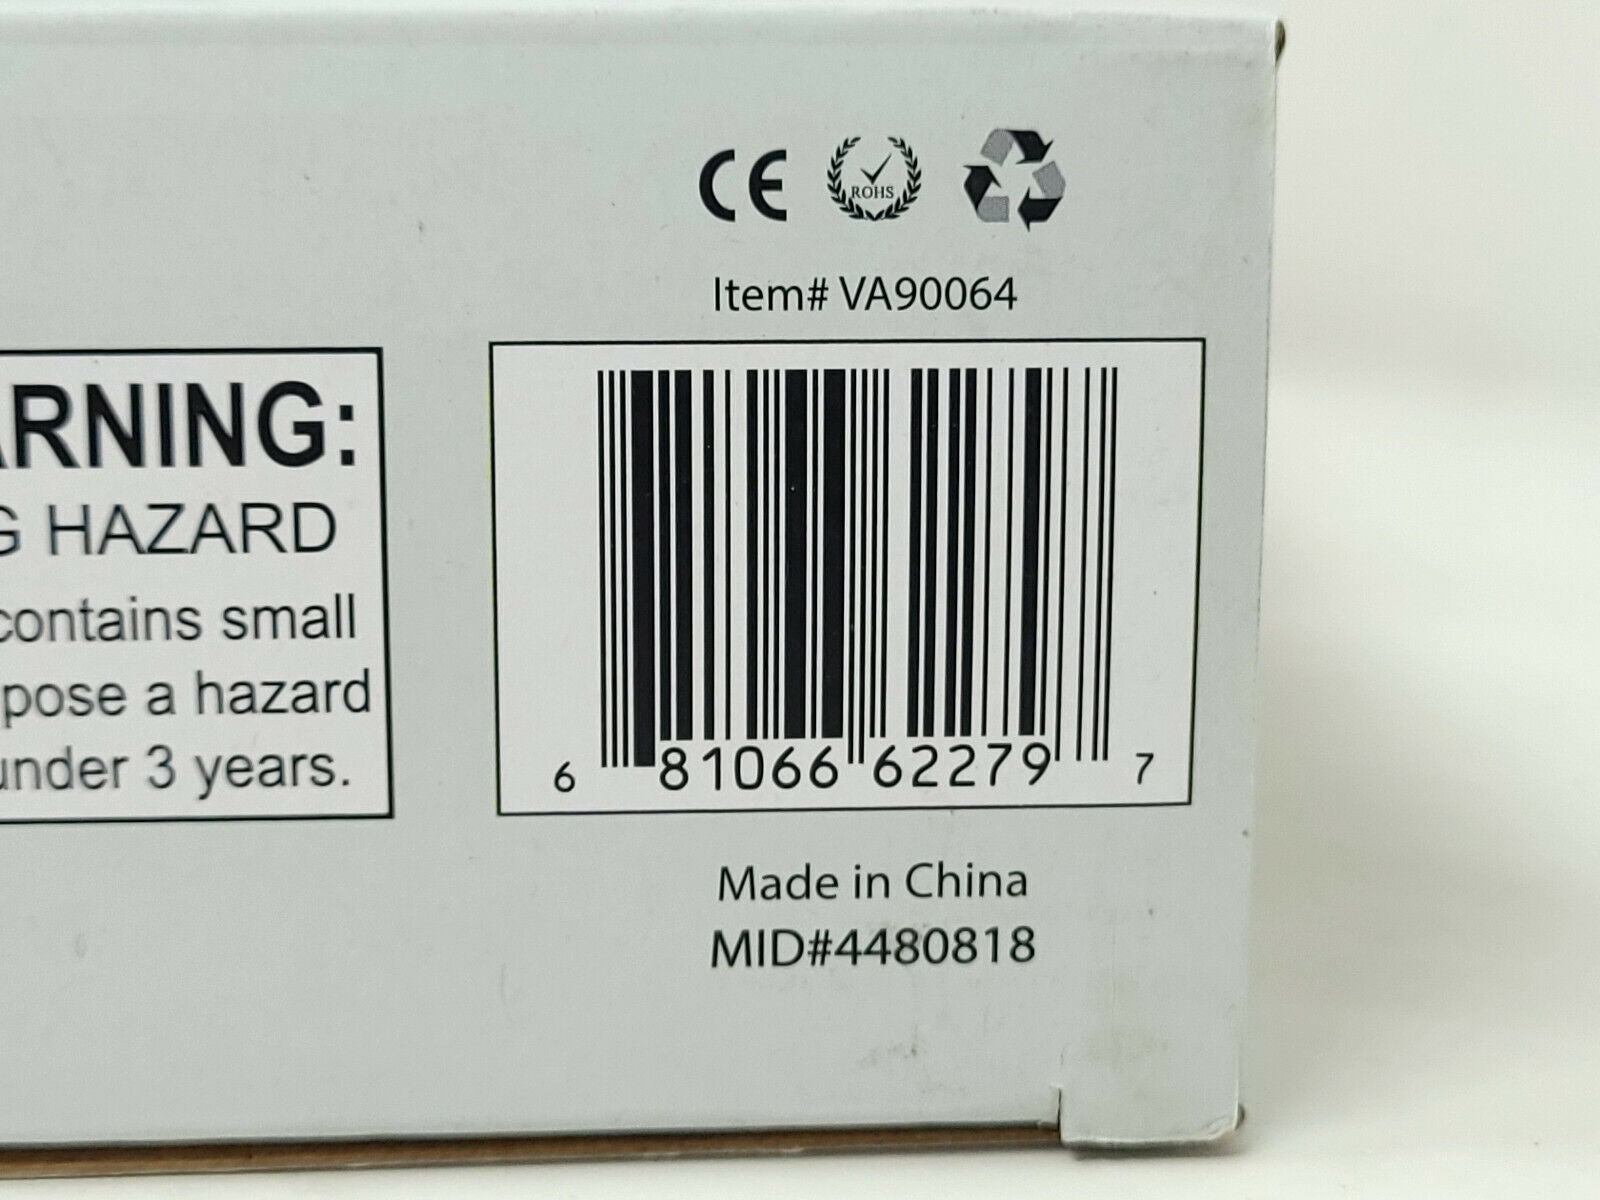 CE
ROHS
Item# VA90064
ARNING:
G HAZARD
contains small
pose a hazard
under 3 years.
6 81066 62279 7
Made in China
MID#4480818